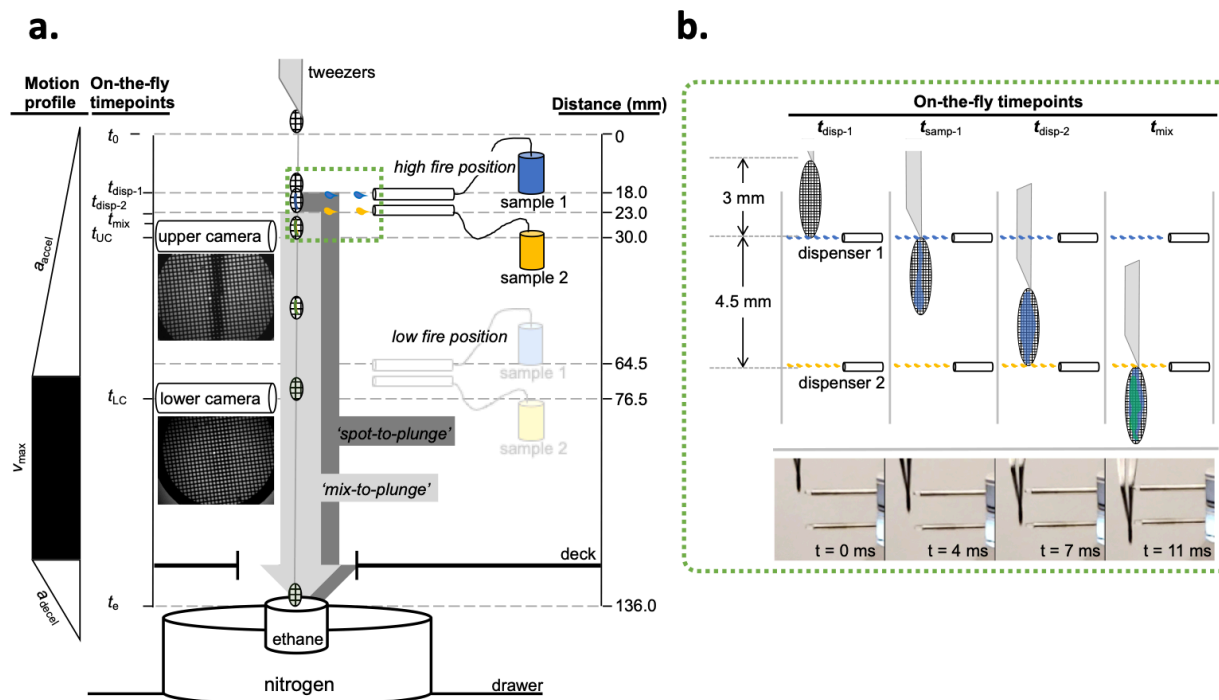 a.
Motion
profile
On-the-fly
timepoints
tweezers
Distance (mm)
t0
0
high fire position
sample 1
tdisp-1
18.0
tdisp-2
23.0
tmix
tUC
30.0
upper camera
sample 2
aaccel
low fire position
sample 1
64.5
tLC
lower camera
76.5
sample 2
vmax
'spot-to-plunge'
'mix-to-plunge'
deck
adecel
te
136.0
ethane
nitrogen
drawer
b.
On-the-fly timepoints
tdisp-1 tsamp-1 tdisp-2 tmix
3 mm
dispenser 1
4.5 mm
dispenser 2
t = 0 ms t = 4 ms t = 7 ms t = 11 ms